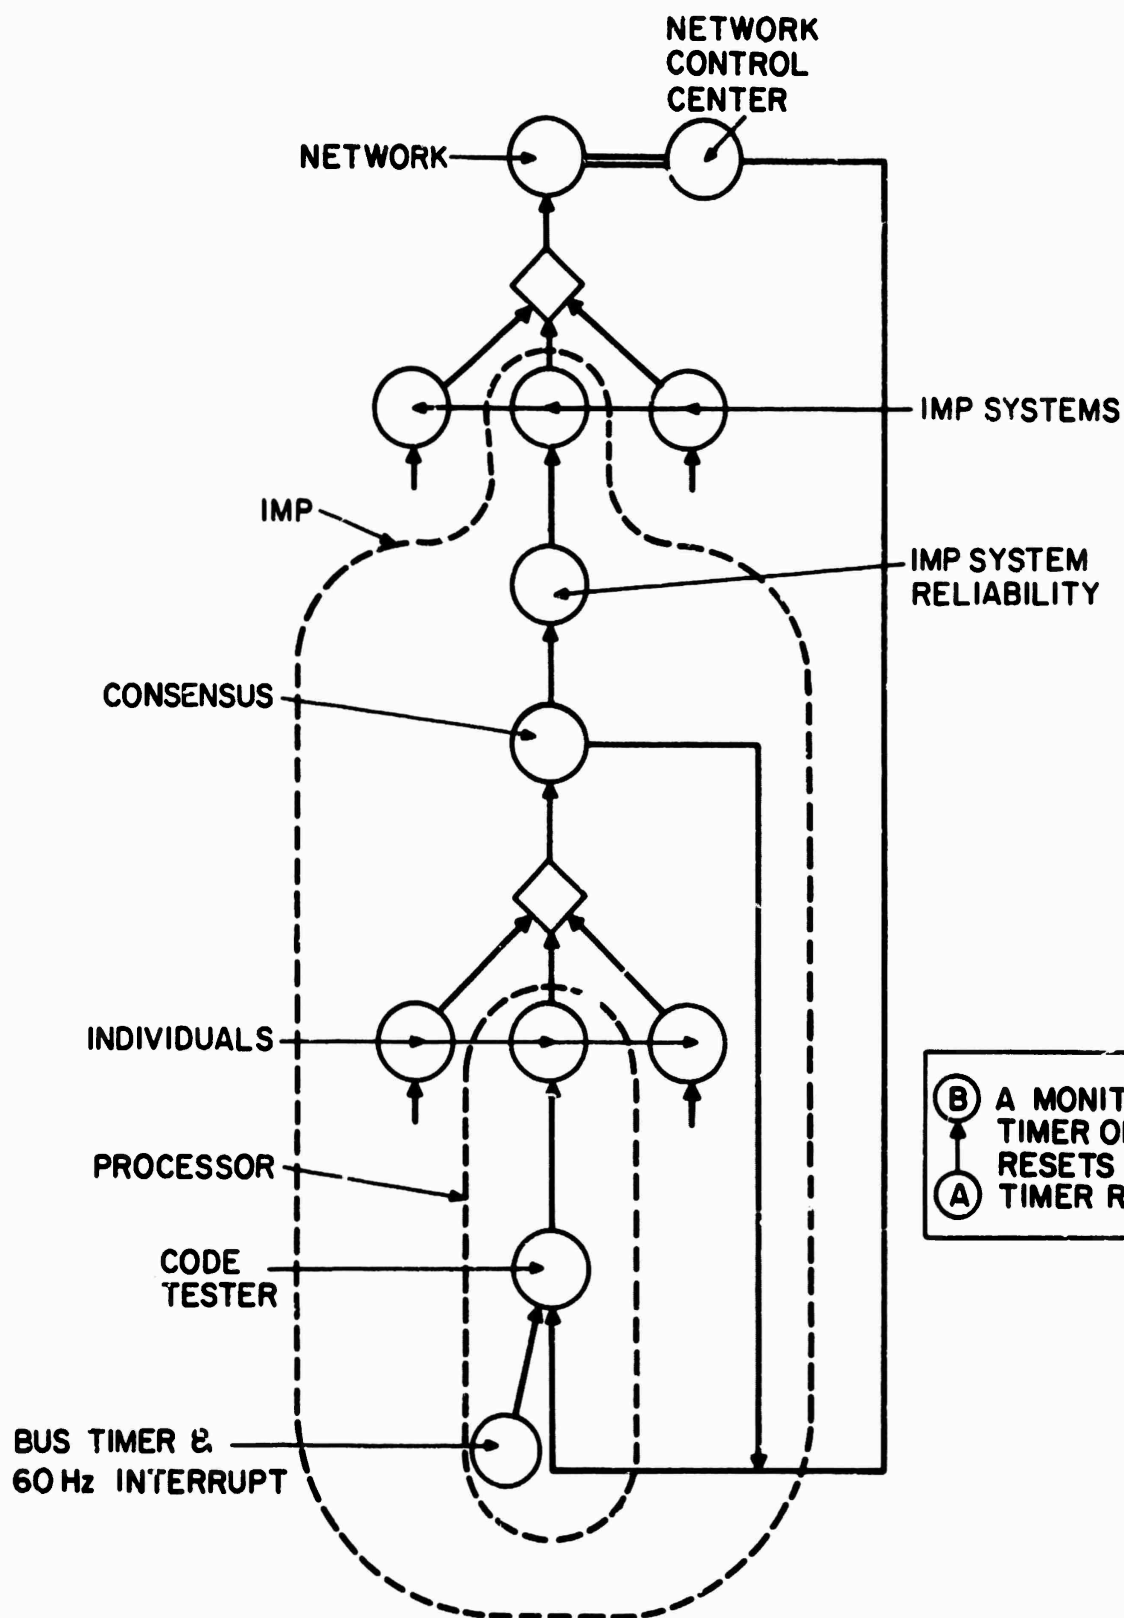 NETWORK
CONTROL
CENTER
NETWORK
IMP SYSTEMS
IMP
IMP SYSTEM
RELIABILITY
CONSENSUS
INDIVIDUALS
B A
TIMER
RESETS
A TIMER
PROCESSOR
CODE
TESTER
BUS TIMER &
60 Hz INTERRUPT